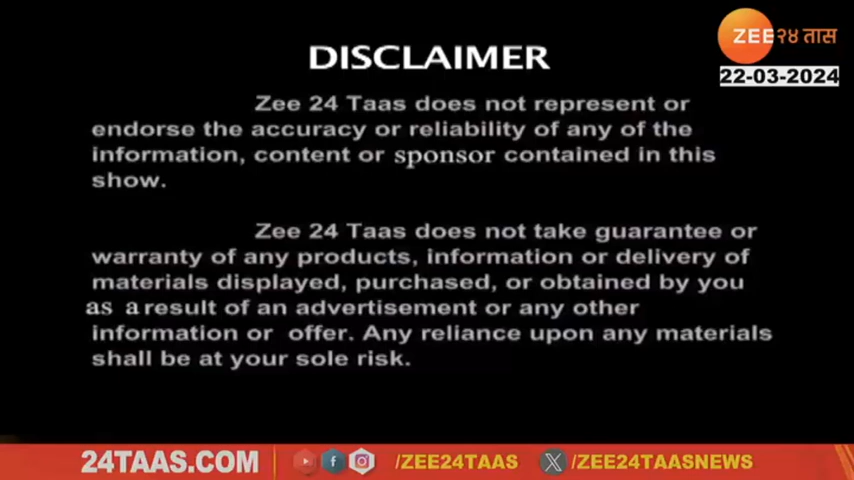 ZEE २४ तास
22-03-2024
DISCLAIMER
Zee 24 Taas does not represent or
endorse the accuracy or reliability of any of the
information, content or sponsor contained in this
show.
Zee 24 Taas does not take guarantee or
warranty of any products, information or delivery of
materials displayed, purchased, or obtained by you
as a result of an advertisement or any other
information or offer. Any reliance upon any materials
shall be at your sole risk.
24TAAS.COM /ZEE24TAAS /ZEE24TAASNEWS